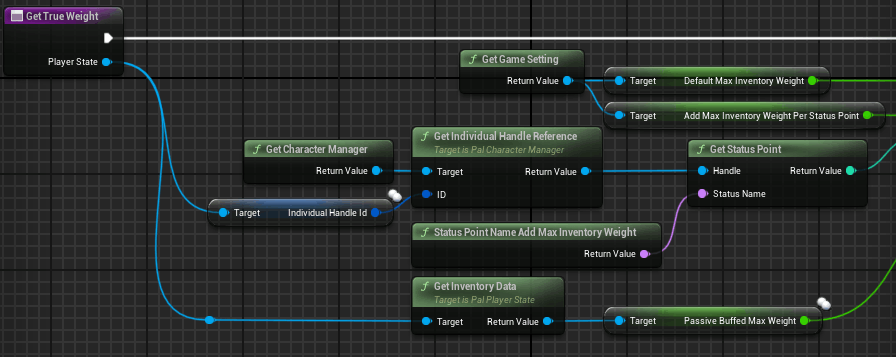 Get True Weight
Player State
Get Game Setting
Return Value
Target Default Max Inventory Weight
Target Add Max Inventory Weight Per Status Point
Get Character Manager
Return Value
Get Individual Handle Reference
Target is Pal Character Manager
Target Return Value
ID
Get Status Point
Handle Return Value
Status Name
Target Individual Handle Id
Status Point Name Add Max Inventory Weight
Return Value
Get Inventory Data
Target is Pal Player State
Target Return Value
Target Passive Buffed Max Weight